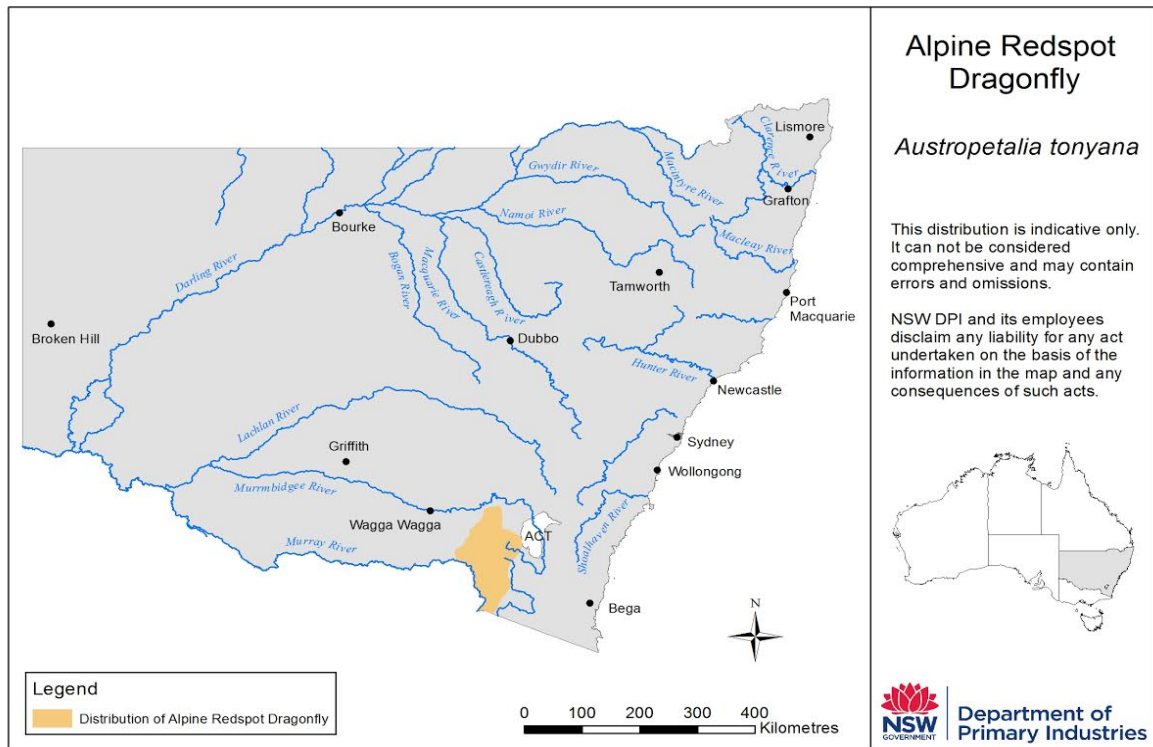 Alpine Redspot
Dragonfly
Austropetalia tonyana
This distribution is indicative only.
It can not be considered
comprehensive and may contain
errors and omissions.
NSW DPI and its employees
disclaim any liability for any act
undertaken on the basis of the
information in the map and any
consequences of such acts.
Lismore
Clarence River
Grafton
Macintyre River
Gwydir River
Namoi River
Macleay River
Bourke
Darling River
Bogan River
Macquarie River
Castlereagh River
Tamworth
Port
Macquarie
Broken Hill
Dubbo
Hunter River
Newcastle
Lachlan River
Griffith
Sydney
Wollongong
Murrmbidgee River
Wagga Wagga
ACT
Shoalhaven River
Murray River
Bega
N
Legend
Distribution of Alpine Redspot Dragonfly
0 100 200 300 400
Kilometres
NSW
GOVERNMENT
Department of
Primary Industries